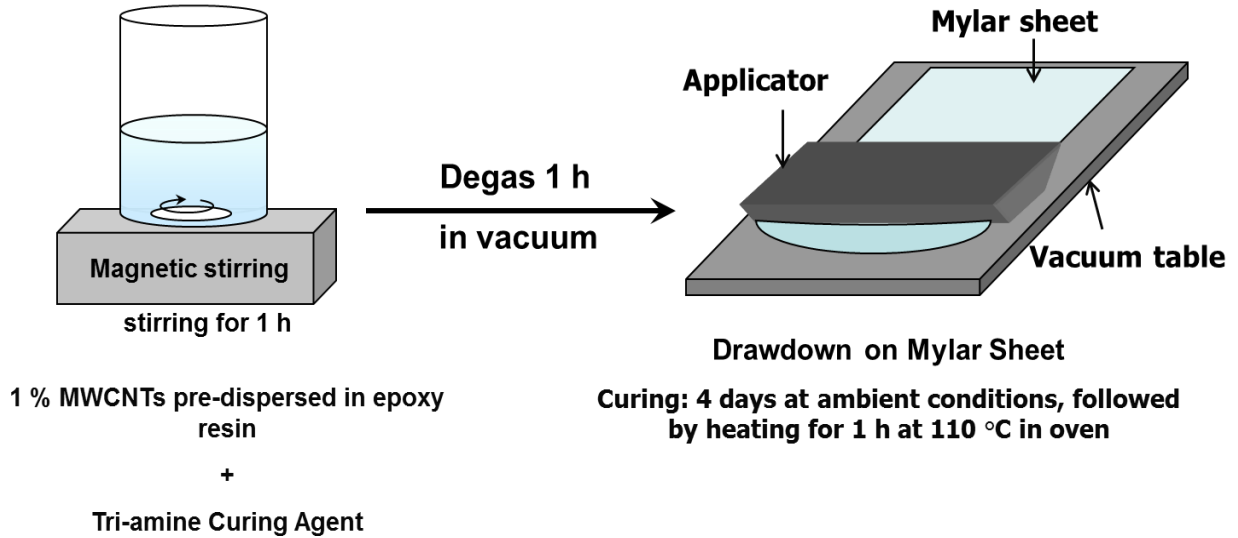 Magnetic stirring
stirring for 1 h
1 % MWCNTs pre-dispersed in epoxy
resin
+
Tri-amine Curing Agent
Degas 1 h
in vacuum
Mylar sheet
Applicator
Vacuum table
Drawdown on Mylar Sheet
Curing: 4 days at ambient conditions, followed
by heating for 1 h at 110 °C in oven